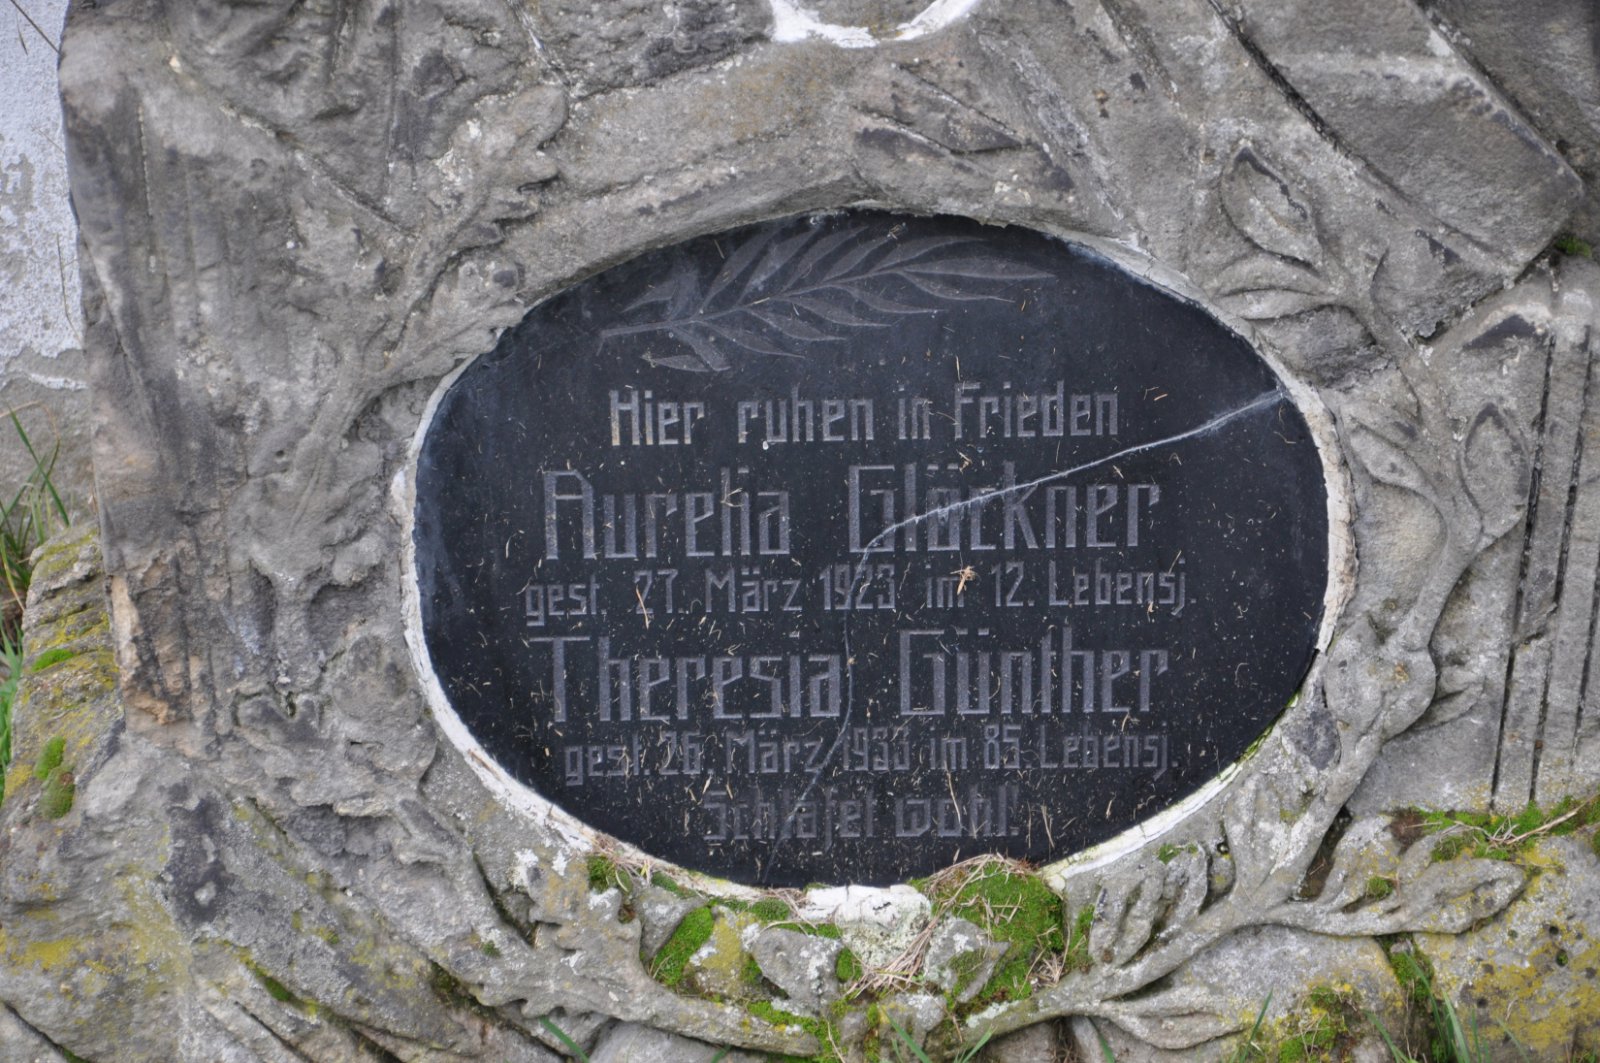 Hier ruhen in Frieden
Aurelia Glöckner
gest. 27. März 1923 im 12. Lebensj.
Theresia Günther
gest. 26. März 1933 im 85. Lebensj.
Schlafet wohl!